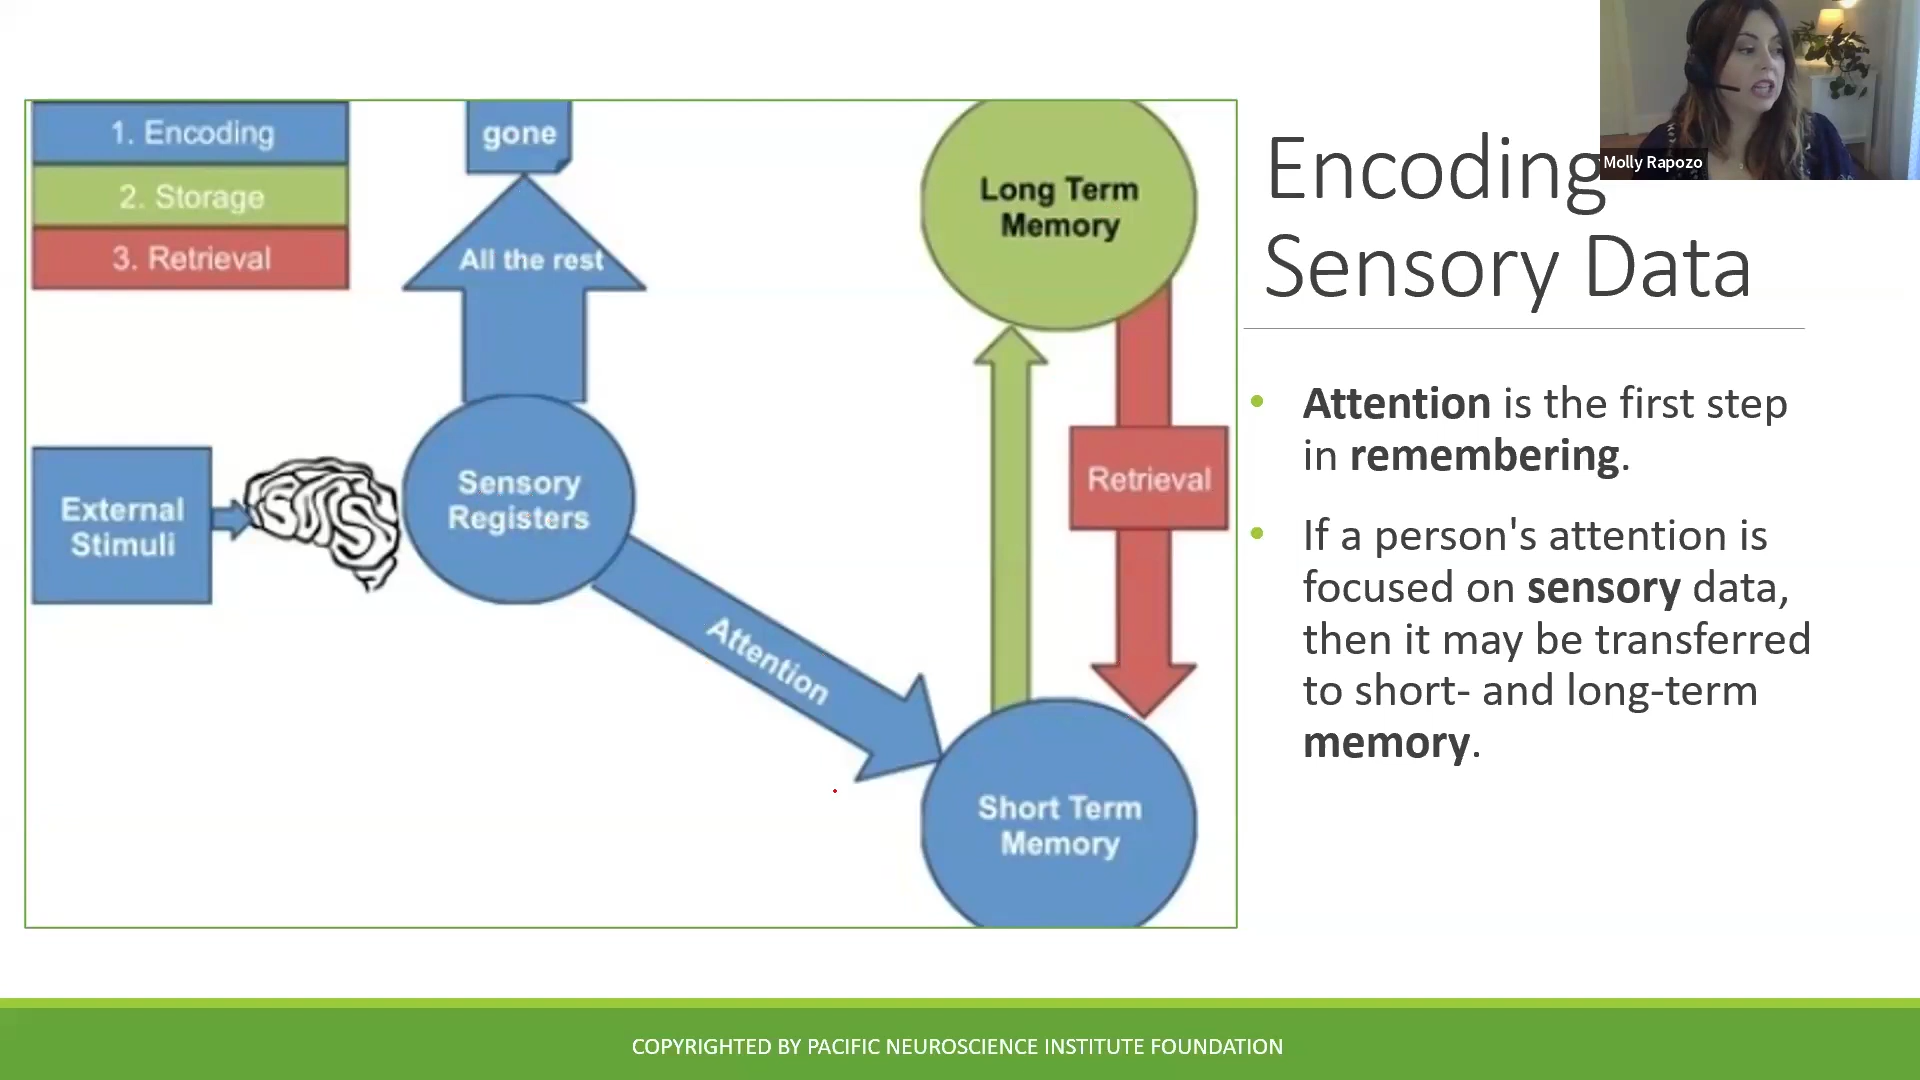 1. Encoding
2. Storage
3. Retrieval
gone
All the rest
External
Stimuli
Sensory
Registers
Attention
Long Term
Memory
Retrieval
Short Term
Memory
Molly Rapozo
Encoding
Sensory Data
• Attention is the first step
in remembering.
• If a person's attention is
focused on sensory data,
then it may be transferred
to short- and long-term
memory.
COPYRIGHTED BY PACIFIC NEUROSCIENCE INSTITUTE FOUNDATION